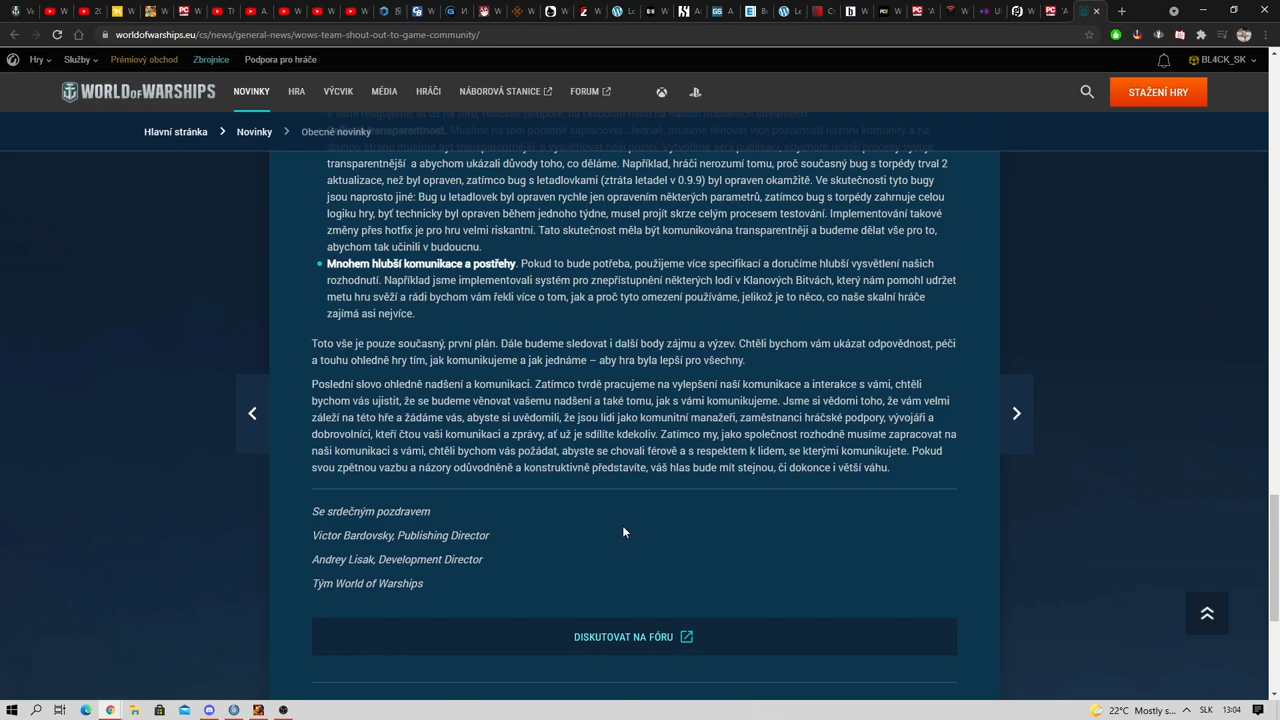 worldofwarships.eu/cs/news/general-news/wows-team-shout-out-to-game-community/
Hry
Služby
Prémiový obchod
Zbrojnice
Podpora pro hráče
BL4CK_SK
WORLD OF WARSHIPS
NOVINKY
HRA
VÝCVIK
MÉDIA
HRÁČI
NÁBOROVÁ STANICE
FORUM
STAŽENÍ HRY
Hlavní stránka
Novinky
Obecné novinky
transparentnost. Musíme na tom pořádně zapracovat. Jednak, musíme věnovat více pozornosti názoru komunity a na
transparentnější a abychom ukázali důvody toho, co děláme. Například, hráči nerozumí tomu, proč současný bug s torpédy trval 2
aktualizace, než byl opraven, zatímco bug s letadlovkami (ztráta letadel v 0.9.9) byl opraven okamžitě. Ve skutečnosti tyto bugy
jsou naprosto jiné: Bug u letadlovek byl opraven rychle jen opravením některých parametrů, zatímco bug s torpédy zahrnuje celou
logiku hry, byť technicky byl opraven během jednoho týdne, musel projít skrze celým procesem testování. Implementování takové
změny přes hotfix je pro hru velmi riskantní. Tato skutečnost měla být komunikována transparentněji a budeme dělat vše pro to,
abychom tak učinili v budoucnu.
Mnohem hlubší komunikace a postřehy. Pokud to bude potřeba, použijeme více specifikací a doručíme hlubší vysvětlení našich
rozhodnutí. Například jsme implementovali systém pro znepřístupnění některých lodí v Klanových Bitvách, který nám pomohl udržet
metu hru svěží a rádi bychom vám řekli více o tom, jak a proč tyto omezení používáme, jelikož je to něco, co naše skalní hráče
zajímá asi nejvíce.
Toto vše je pouze současný, první plán. Dále budeme sledovat i další body zájmu a výzev. Chtěli bychom vám ukázat odpovědnost, péči
a touhu ohledně hry tím, jak komunikujeme a jak jednáme – aby hra byla lepší pro všechny.
Poslední slovo ohledně nadšení a komunikaci. Zatímco tvrdě pracujeme na vylepšení naší komunikace a interakce s vámi, chtěli
bychom vás ujistit, že se budeme věnovat vašemu nadšení a také tomu, jak s vámi komunikujeme. Jsme si vědomi toho, že vám velmi
záleží na této hře a žádáme vás, abyste si uvědomili, že jsou lidi jako komunitní manažeři, zaměstnanci hráčské podpory, vývojáři a
dobrovolníci, kteří čtou vaši komunikaci a zprávy, ať už je sdílíte kdekoliv. Zatímco my, jako společnost rozhodně musíme zapracovat na
naši komunikaci s vámi, chtěli bychom vás požádat, abyste se chovali férově a s respektem k lidem, se kterými komunikujete. Pokud
svou zpětnou vazbu a názory odůvodněné a konstruktivně představíte, váš hlas bude mít stejnou, či dokonce i větší váhu.
Se srdečným pozdravem
Victor Bardovsky, Publishing Director
Andrey Lisak, Development Director
Tým World of Warships
DISKUTOVAT NA FÓRU
22°C Mostly s...
SLK
13:04